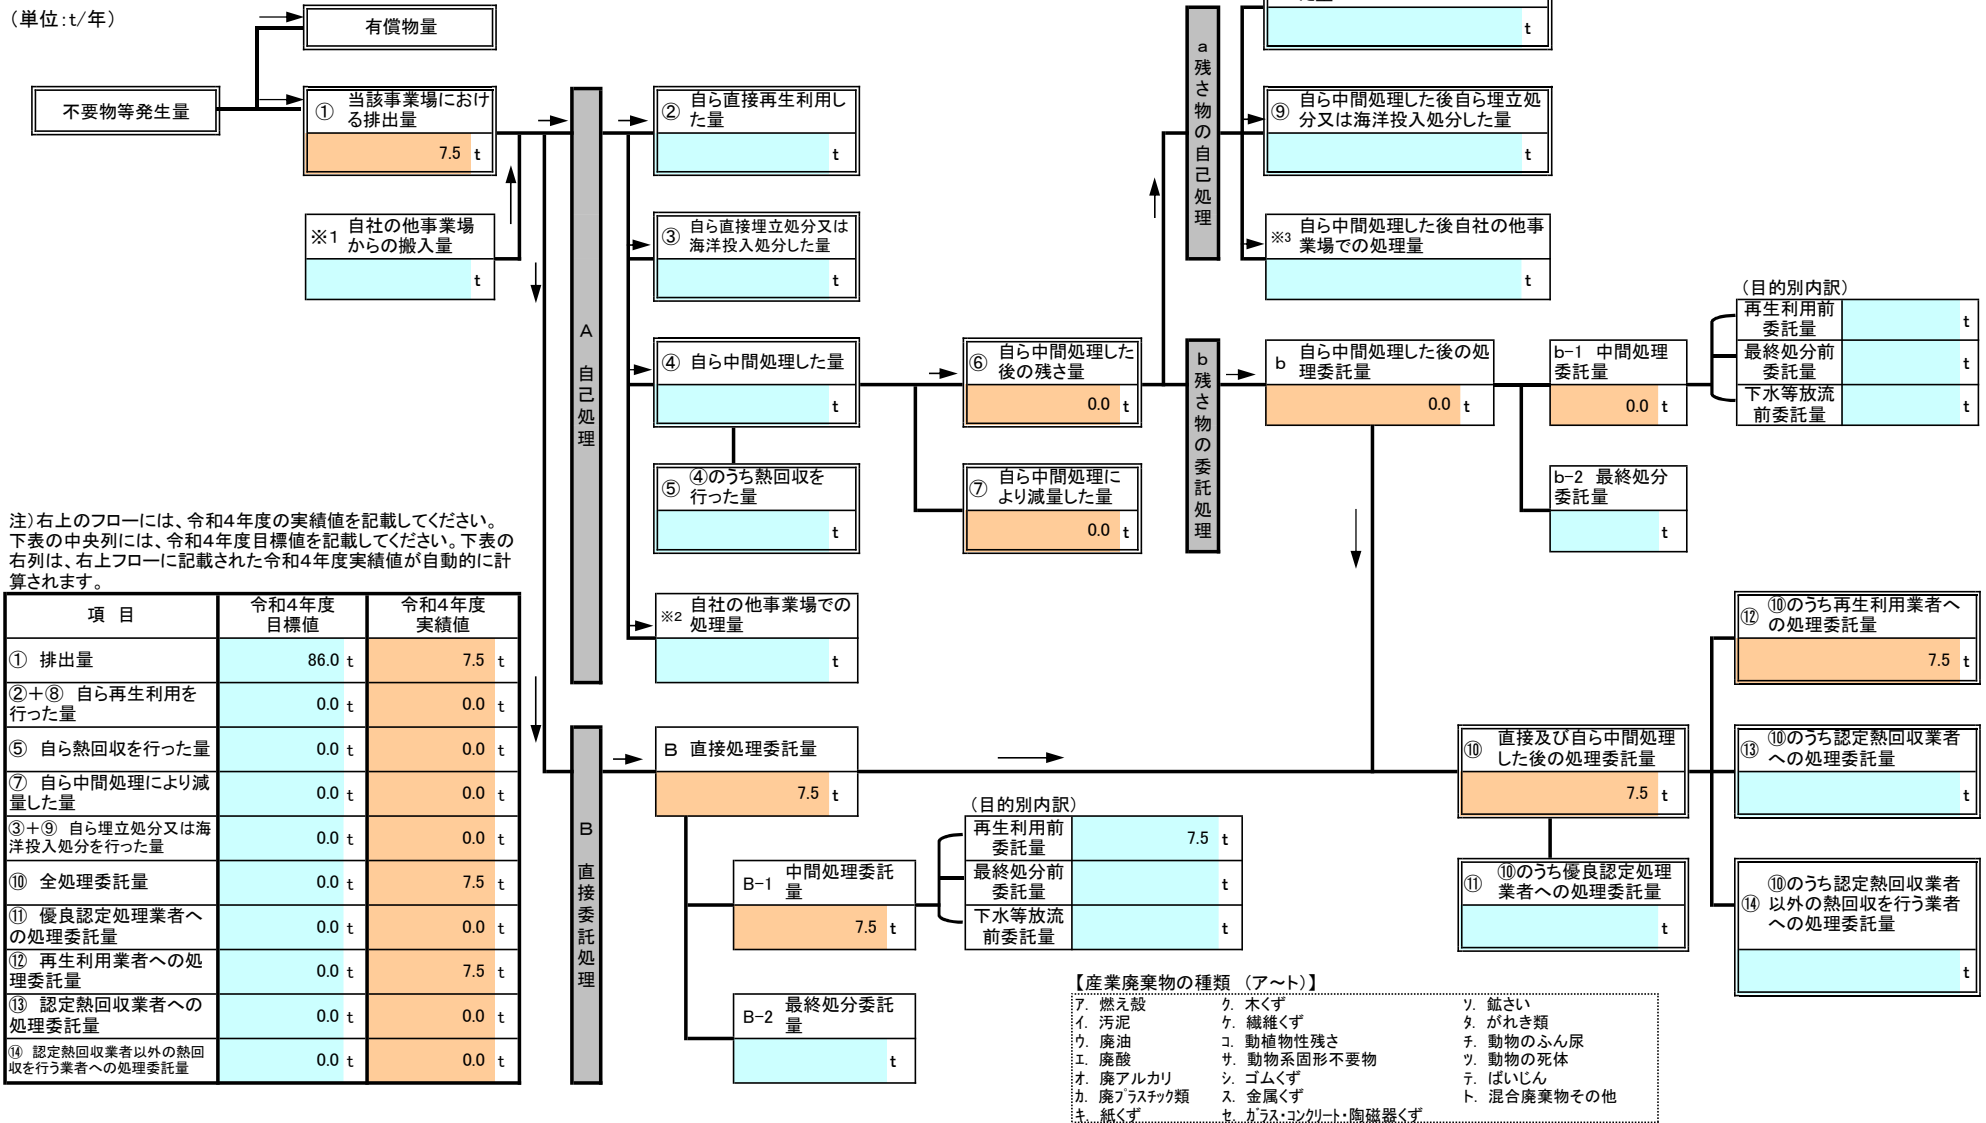 （単位：t/年）
有償物量
不要物等発生量
① 当該事業場におけ
る排出量
7.5 t
※1 自社の他事業場
からの搬入量
t
A 自己処理
② 自ら直接再生利用し
た量
t
③ 自ら直接埋立処分又は
海洋投入処分した量
t
④ 自ら中間処理した量
t
⑤ ④のうち熱回収を
行った量
t
※2 自社の他事業場での
処理量
t
⑥ 自ら中間処理した
後の残さ量
0.0 t
⑦ 自ら中間処理に
より減量した量
0.0 t
a 残さ物の自己処理
t
⑨ 自ら中間処理した後自ら埋立処
分又は海洋投入処分した量
t
※3 自ら中間処理した後自社の他事
業場での処理量
t
b 残さ物の委託処理
b 自ら中間処理した後の処
理委託量
0.0 t
b-1 中間処理
委託量
0.0 t
b-2 最終処分
委託量
t
（目的別内訳）
再生利用前
委託量
t
最終処分前
委託量
t
下水等放流
前委託量
t
注）右上のフローには、令和4年度の実績値を記載してください。
下表の中央列には、令和4年度目標値を記載してください。下表の
右列は、右上フローに記載された令和4年度実績値が自動的に計
算されます。
項 目 令和4年度
目標値 令和4年度
実績値
① 排出量 86.0 t 7.5 t
②＋⑧ 自ら再生利用を
行った量 0.0 t 0.0 t
⑤ 自ら熱回収を行った量 0.0 t 0.0 t
⑦ 自ら中間処理により減
量した量 0.0 t 0.0 t
③＋⑨ 自ら埋立処分又は海
洋投入処分を行った量 0.0 t 0.0 t
⑩ 全処理委託量 0.0 t 7.5 t
⑪ 優良認定処理業者へ
の処理委託量 0.0 t 0.0 t
⑫ 再生利用業者への処
理委託量 0.0 t 7.5 t
⑬ 認定熱回収業者への
処理委託量 0.0 t 0.0 t
⑭ 認定熱回収業者以外の熱回
収を行う業者への処理委託量 0.0 t 0.0 t
B 直接委託処理
B 直接処理委託量
7.5 t
B-1 中間処理委託
量
7.5 t
B-2 最終処分委託
量
t
（目的別内訳）
再生利用前
委託量
7.5 t
最終処分前
委託量
t
下水等放流
前委託量
t
⑩ 直接及び自ら中間処理
した後の処理委託量
7.5 t
⑪ ⑩のうち優良認定処理
業者への処理委託量
t
⑫ ⑩のうち再生利用業者へ
の処理委託量
7.5 t
⑬ ⑩のうち認定熱回収業者
への処理委託量
t
⑭ ⑩のうち認定熱回収業者
以外の熱回収を行う業者
への処理委託量
t
【産業廃棄物の種類 （ア～ト）】
ア. 燃え殻 ク. 木くず ソ. 鉱さい
イ. 汚泥 ケ. 繊維くず タ. がれき類
ウ. 廃油 コ. 動植物性残さ チ. 動物のふん尿
エ. 廃酸 サ. 動物系固形不要物 ツ. 動物の死体
オ. 廃アルカリ シ. ゴムくず テ. ばいじん
カ. 廃プラスチック類 ス. 金属くず ト. 混合廃棄物その他
キ. 紙くず セ. ガラス・コンクリート・陶磁器くず